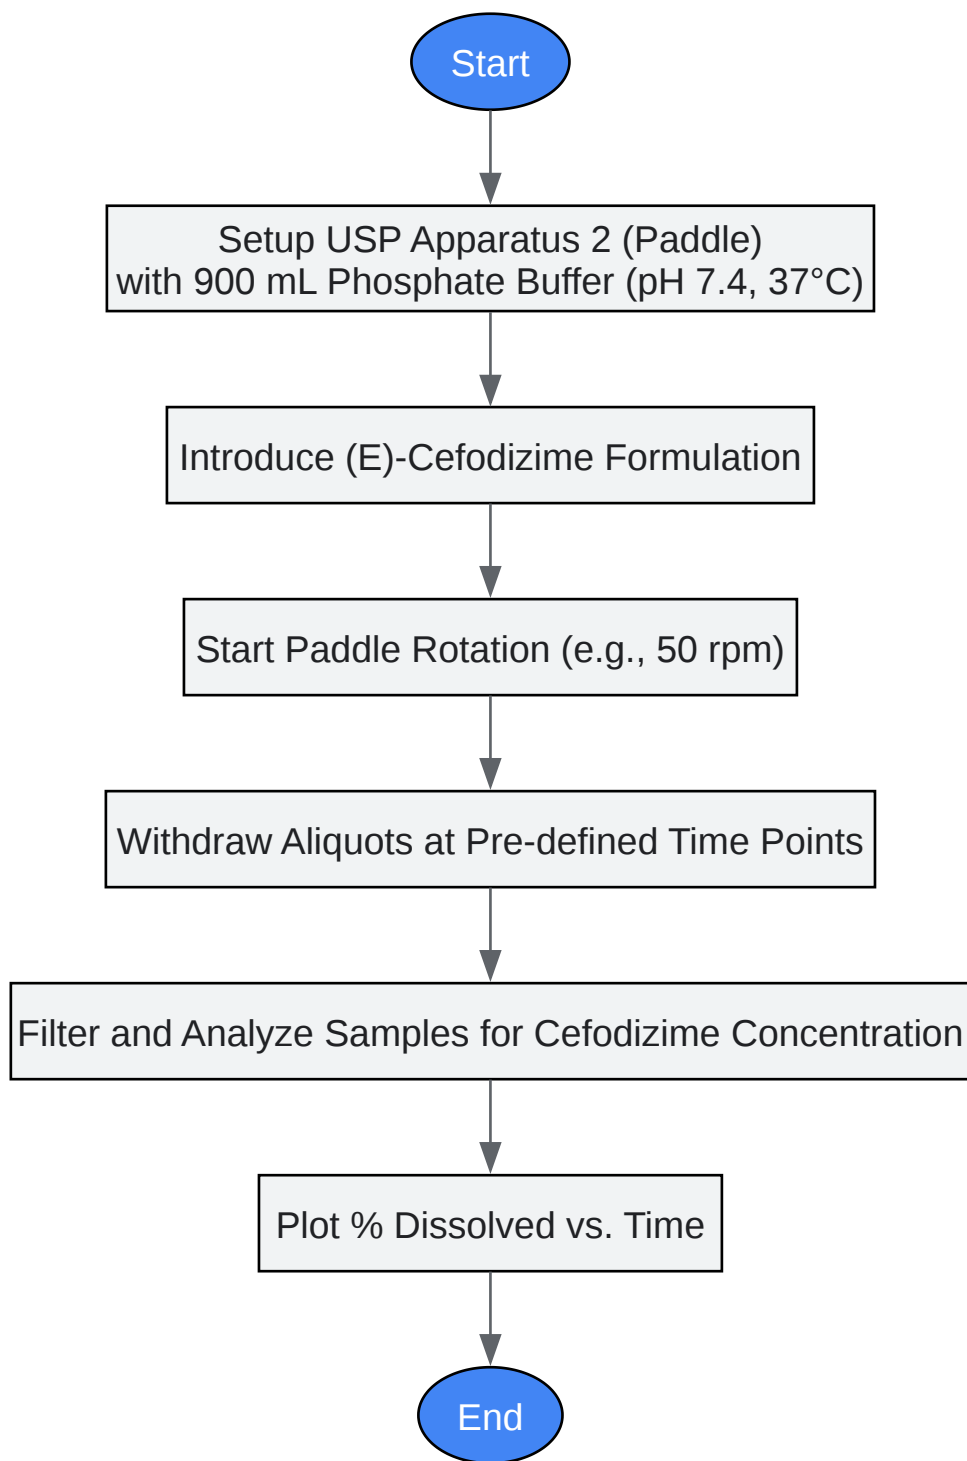 Start
Setup USP Apparatus 2 (Paddle)
with 900 mL Phosphate Buffer (pH 7.4, 37°C)
Introduce (E)-Cefodizime Formulation
Start Paddle Rotation (e.g., 50 rpm)
Withdraw Aliquots at Pre-defined Time Points
Filter and Analyze Samples for Cefodizime Concentration
Plot % Dissolved vs. Time
End